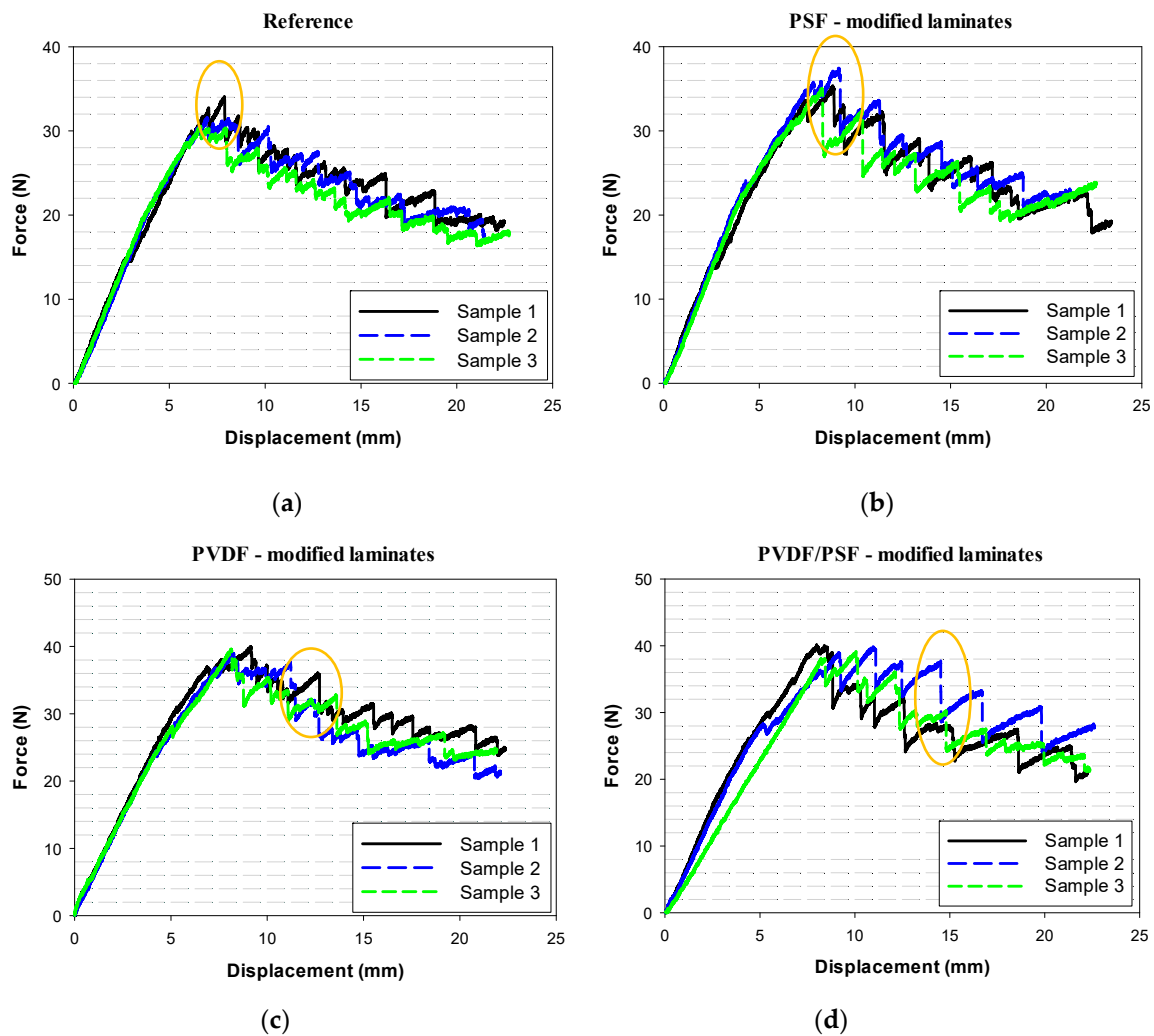 Reference
Force (N)
40
30
20
10
0
0 5 10 15 20 25
Displacement (mm)
Sample 1
Sample 2
Sample 3
(a)
PSF - modified laminates
Force (N)
40
30
20
10
0
0 5 10 15 20 25
Displacement (mm)
Sample 1
Sample 2
Sample 3
(b)
PVDF - modified laminates
Force (N)
50
40
30
20
10
0
0 5 10 15 20 25
Displacement (mm)
Sample 1
Sample 2
Sample 3
(c)
PVDF/PSF - modified laminates
Force (N)
50
40
30
20
10
0
0 5 10 15 20 25
Displacement (mm)
Sample 1
Sample 2
Sample 3
(d)